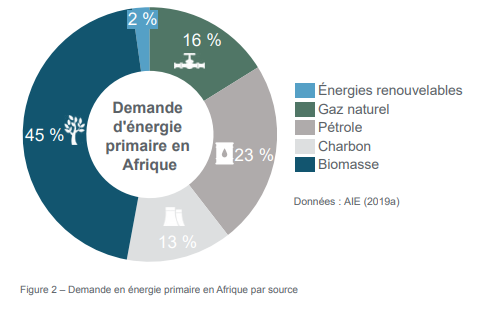 2 %
16 %
45 %
23 %
13 %
Demande
d'énergie
primaire en
Afrique
Énergies renouvelables
Gaz naturel
Pétrole
Charbon
Biomasse
Données : AIE (2019a)
Figure 2 – Demande en énergie primaire en Afrique par source